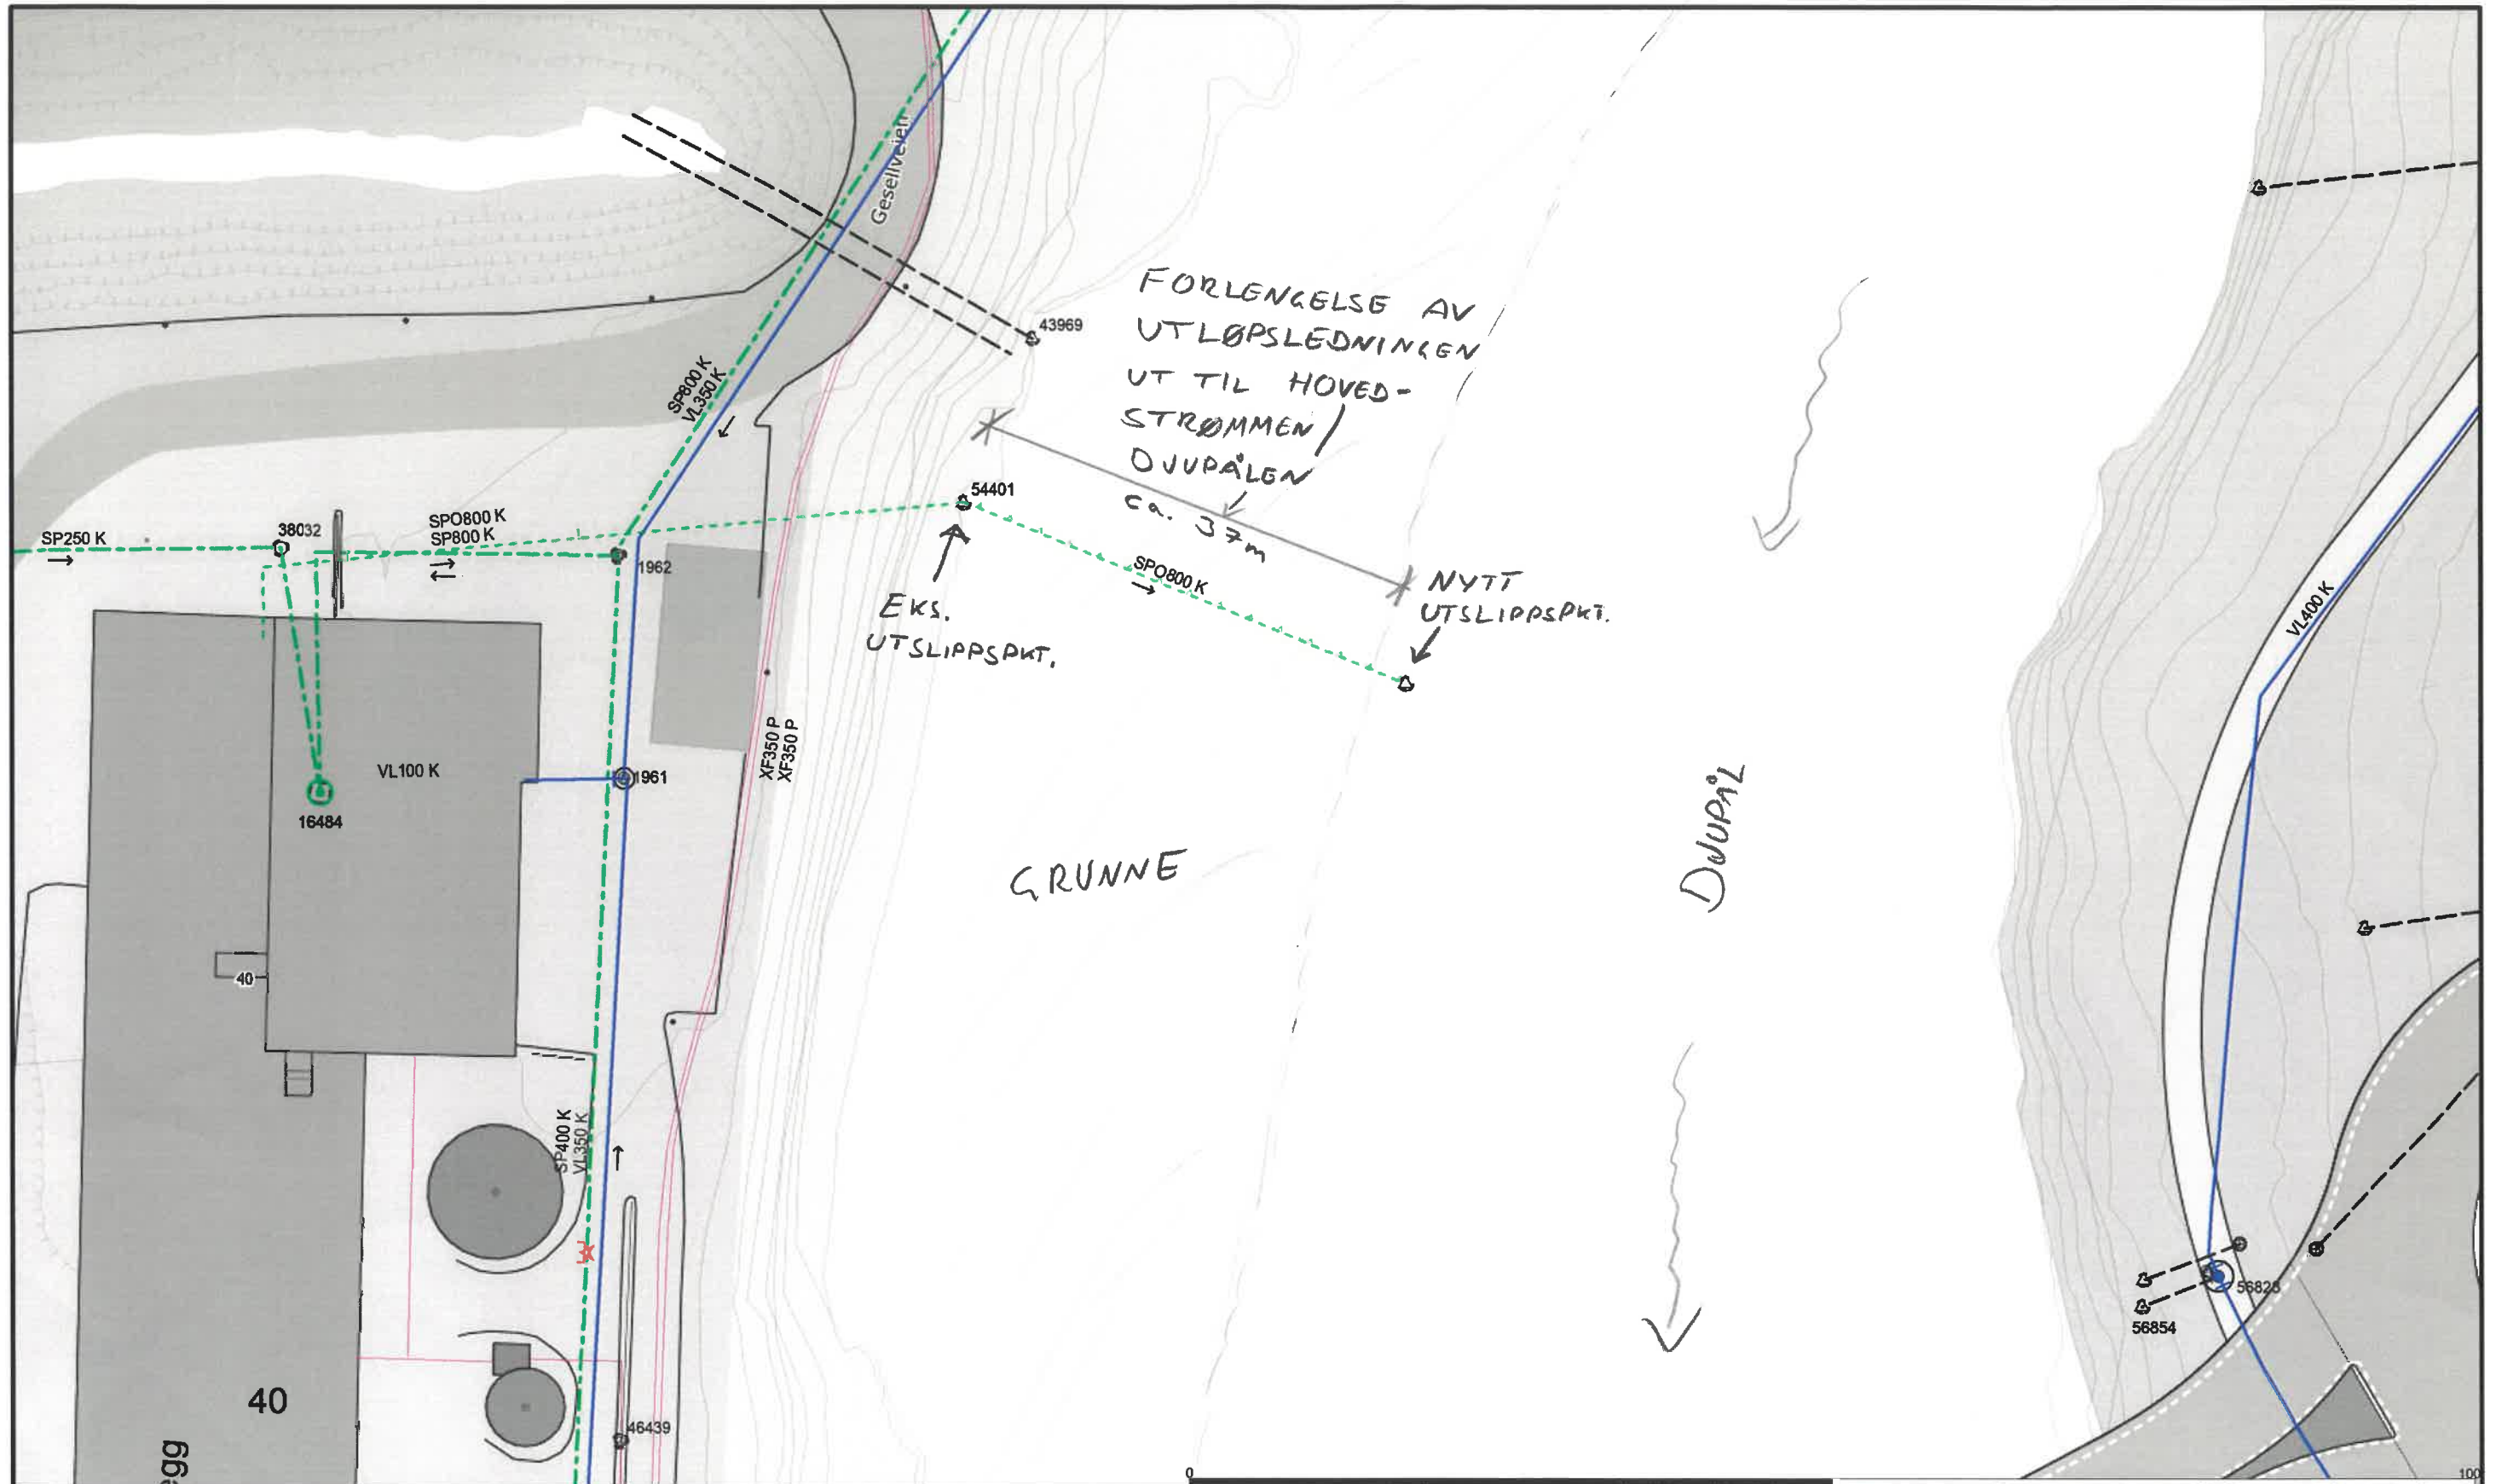 Gesellveien
43969
FORLENGELSE AV
UTLØPSLEDNINGEN
UT TIL HOVED-
STRØMMEN
DJUPÅLEN
ca. 37m
SP800 K
VL350 K
54401
SP250 K
38032
SPO800 K
SP800 K
1962
SPO800 K
EKS.
UTSLIPPSPKT.
NYTT
UTSLIPPSPKT.
VL400 K
XF350 P
XF350 P
VL100 K
1961
16484
DJUPÅL
GRUNNE
40
SP400 K
VL350 K
56828
56854
40
46439
egg
0
100